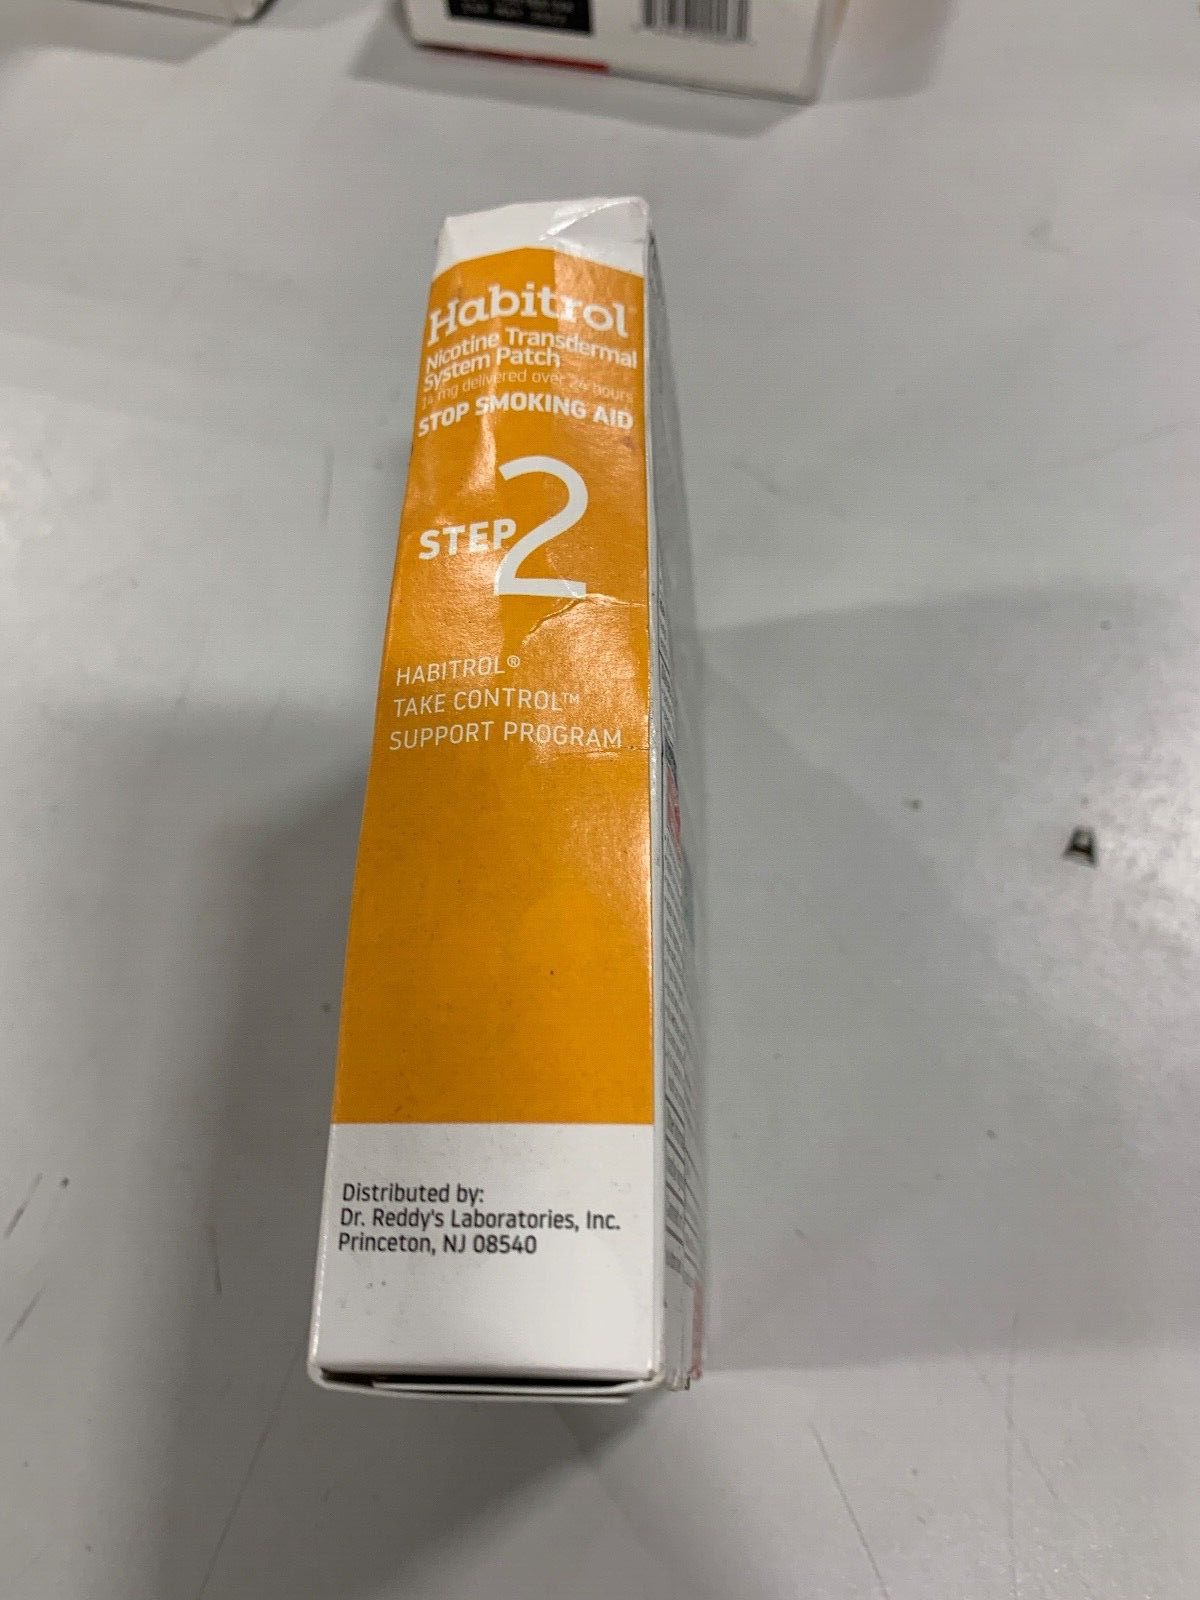 Habitrol
Nicotine Transdermal
System Patch
14 mg delivered over 24 hours
STOP SMOKING AID
STEP 2
HABITROL®
TAKE CONTROL™
SUPPORT PROGRAM
Distributed by:
Dr. Reddy's Laboratories, Inc.
Princeton, NJ 08540